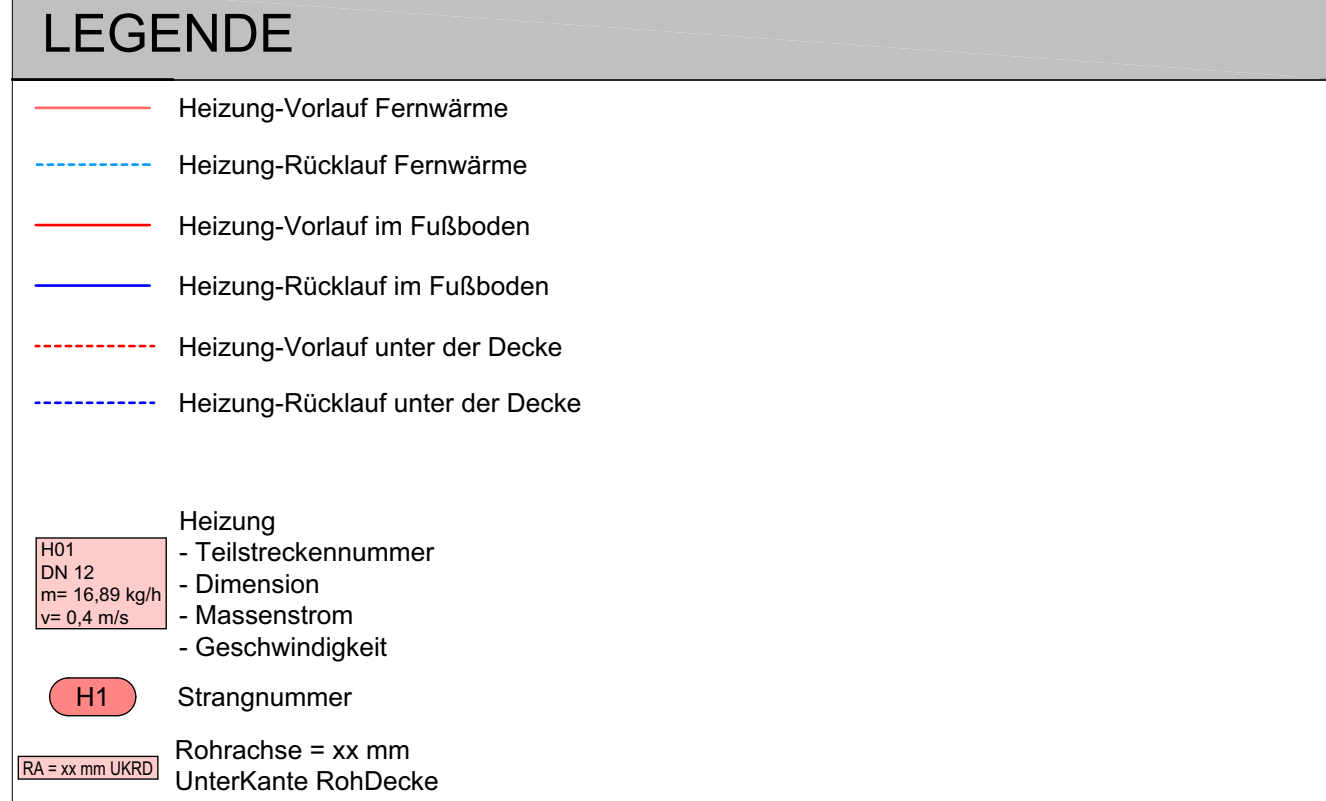 LEGENDE
Heizung-Vorlauf Fernwärme
Heizung-Rücklauf Fernwärme
Heizung-Vorlauf im Fußboden
Heizung-Rücklauf im Fußboden
Heizung-Vorlauf unter der Decke
Heizung-Rücklauf unter der Decke
H01
DN 12
m= 16,89 kg/h
v= 0,4 m/s
Heizung
- Teilstreckennummer
- Dimension
- Massenstrom
- Geschwindigkeit
H1
Strangnummer
RA = xx mm UKRD
Rohrachse = xx mm
UnterKante RohDecke